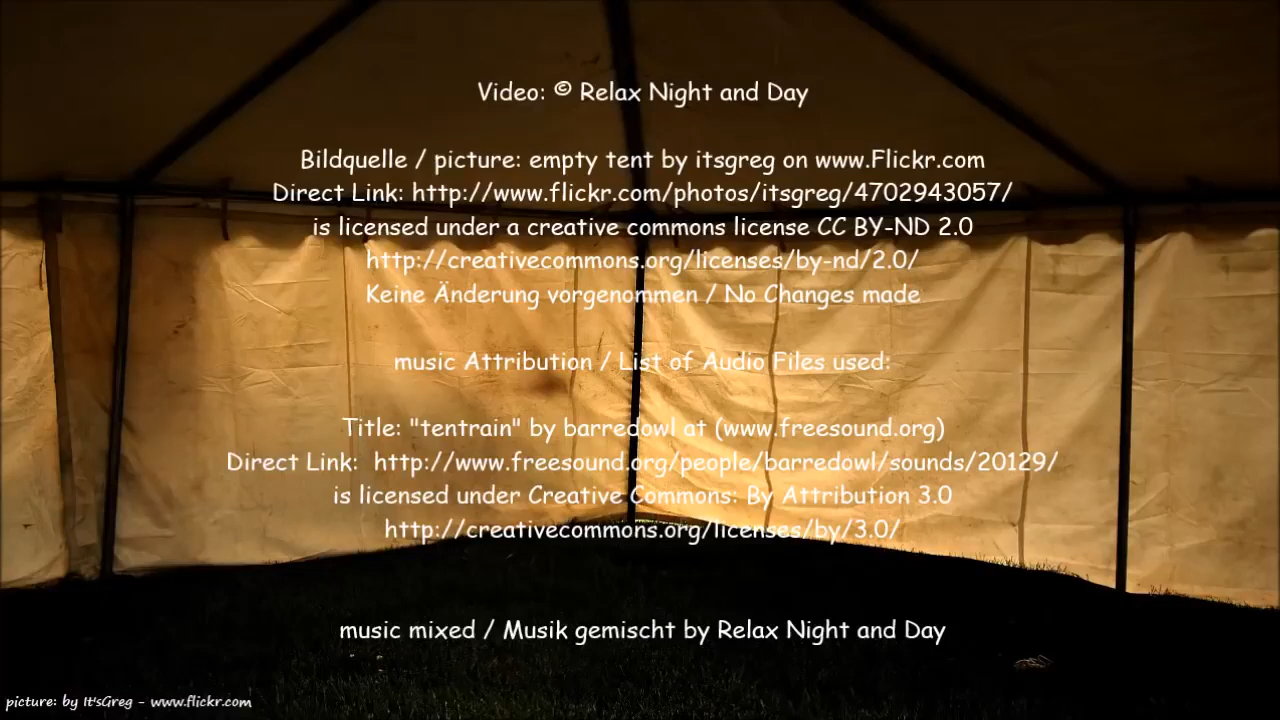 Video: © Relax Night and Day
Bildquelle / picture: empty tent by itsgreg on www.Flickr.com
Direct Link: http://www.flickr.com/photos/itsgreg/4702943057/
is licensed under a creative commons license CC BY-ND 2.0
http://creativecommons.org/licenses/by-nd/2.0/
Keine Änderung vorgenommen / No Changes made
music Attribution / List of Audio Files used:
Title: "tentrain" by barredowl at (www.freesound.org)
Direct Link:  http://www.freesound.org/people/barredowl/sounds/20129/
is licensed under Creative Commons: By Attribution 3.0
http://creativecommons.org/licenses/by/3.0/
music mixed / Musik gemischt by Relax Night and Day
picture: by It'sGreg - www.flickr.com